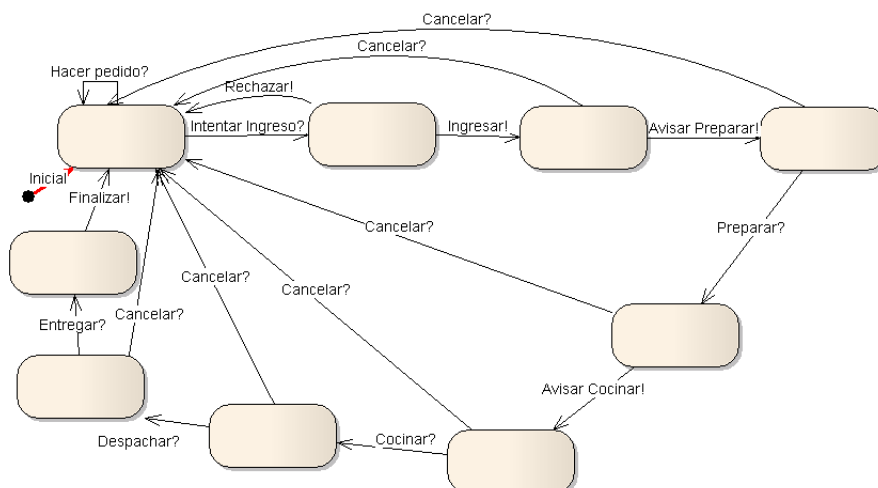 Cancelar?
Cancelar?
Hacer pedido?
Rechazar!
Intentar Ingreso?
Ingresar!
Avisar Preparar!
Inicial
Finalizar!
Cancelar?
Preparar?
Cancelar?
Cancelar?
Entregar?
Cancelar?
Avisar Cocinar!
Despachar?
Cocinar?